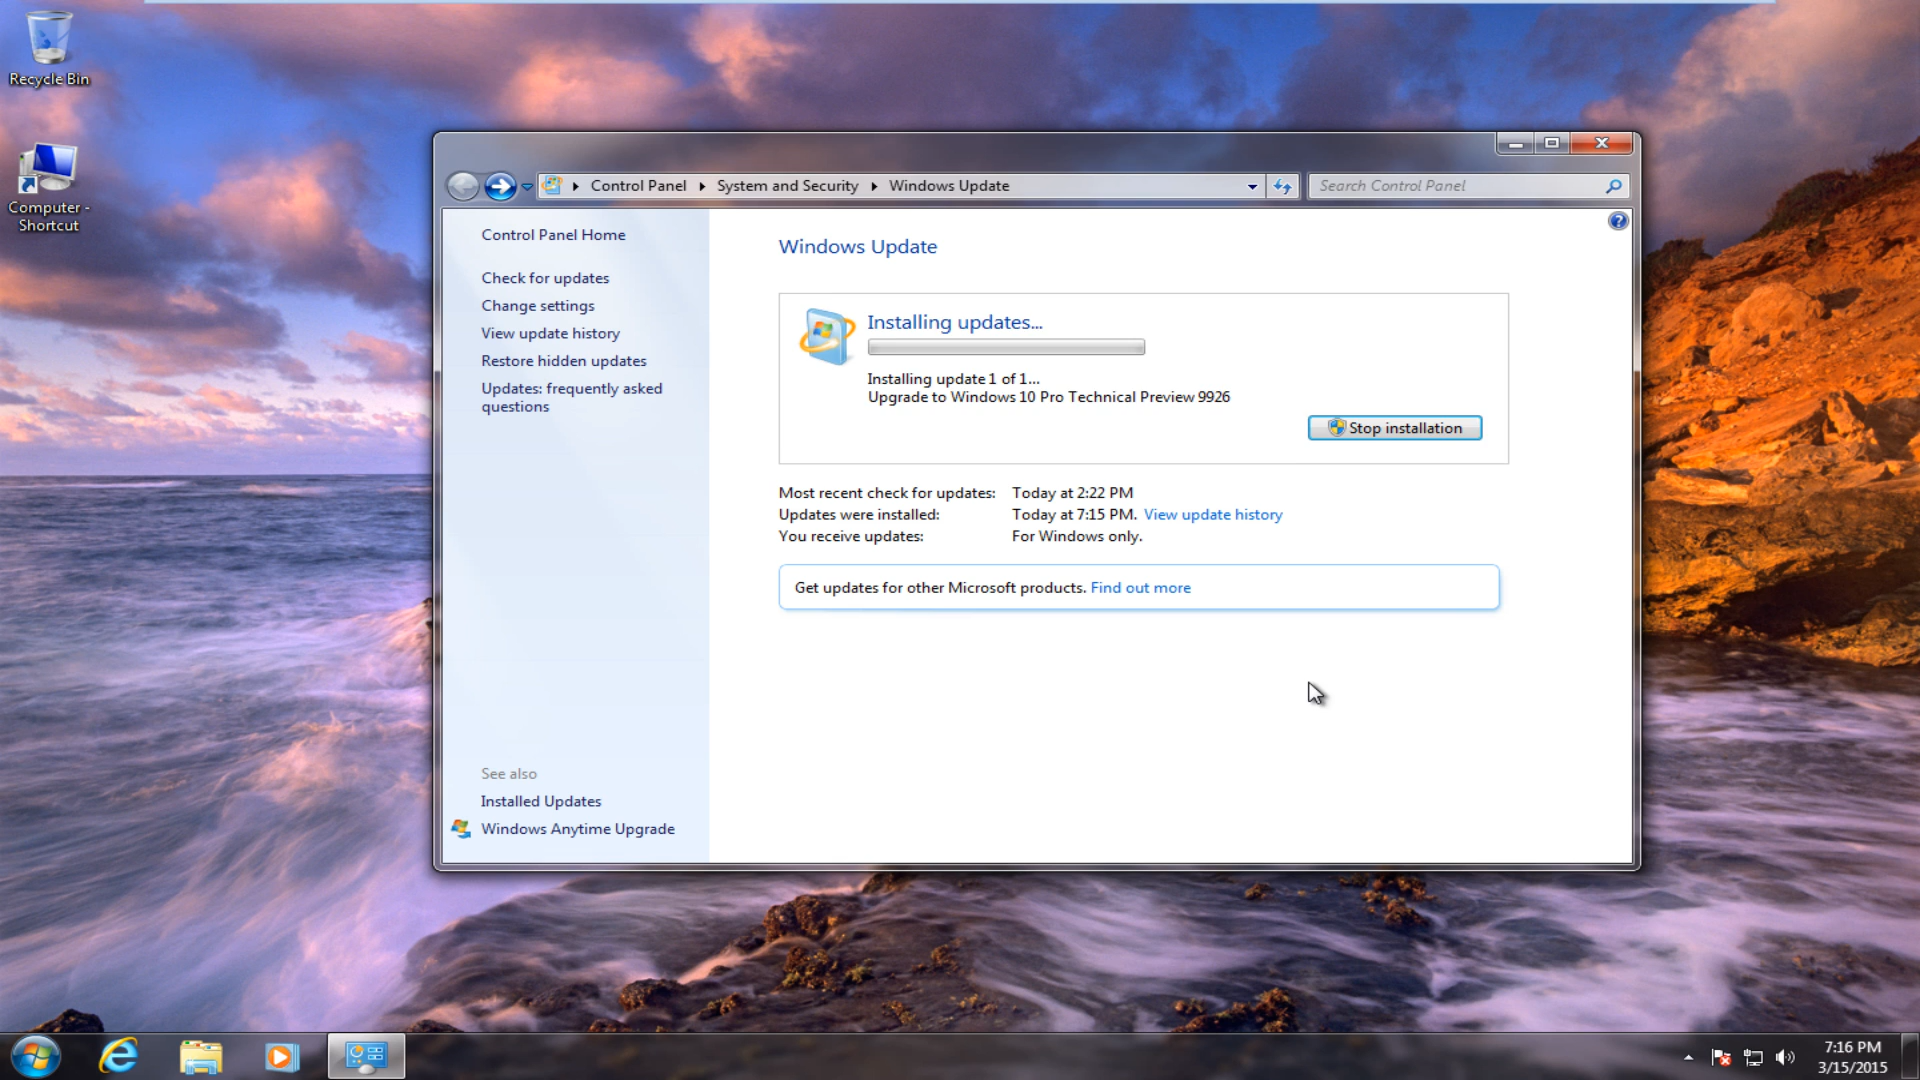 Recycle Bin
Computer -
Shortcut
Control Panel
System and Security
Windows Update
Search Control Panel
Control Panel Home
Check for updates
Change settings
View update history
Restore hidden updates
Updates: frequently asked
questions
See also
Installed Updates
Windows Anytime Upgrade
Windows Update
Installing updates...
Installing update 1 of 1...
Upgrade to Windows 10 Pro Technical Preview 9926
Stop installation
Most recent check for updates: Today at 2:22 PM
Updates were installed: Today at 7:15 PM. View update history
You receive updates: For Windows only.
Get updates for other Microsoft products. Find out more
7:16 PM
3/15/2015